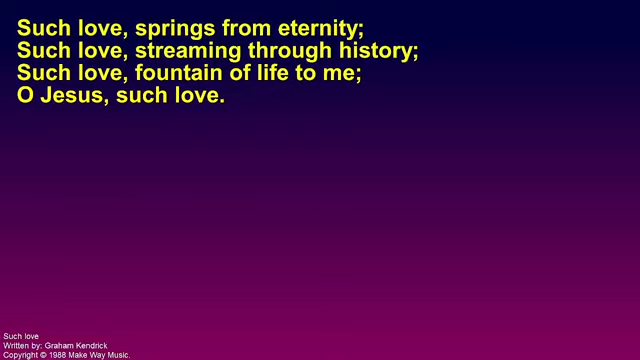 Such love, springs from eternity;
Such love, streaming through history;
Such love, fountain of life to me;
O Jesus, such love.
Such love
Written by: Graham Kendrick
Copyright © 1988 Make Way Music.